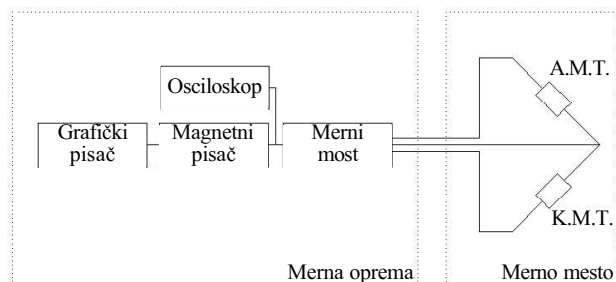 A.M.T.
Osciloskop
Grafički
pisač
Magnetni
pisač
Merni
most
K.M.T.
Merna oprema
Merno mesto